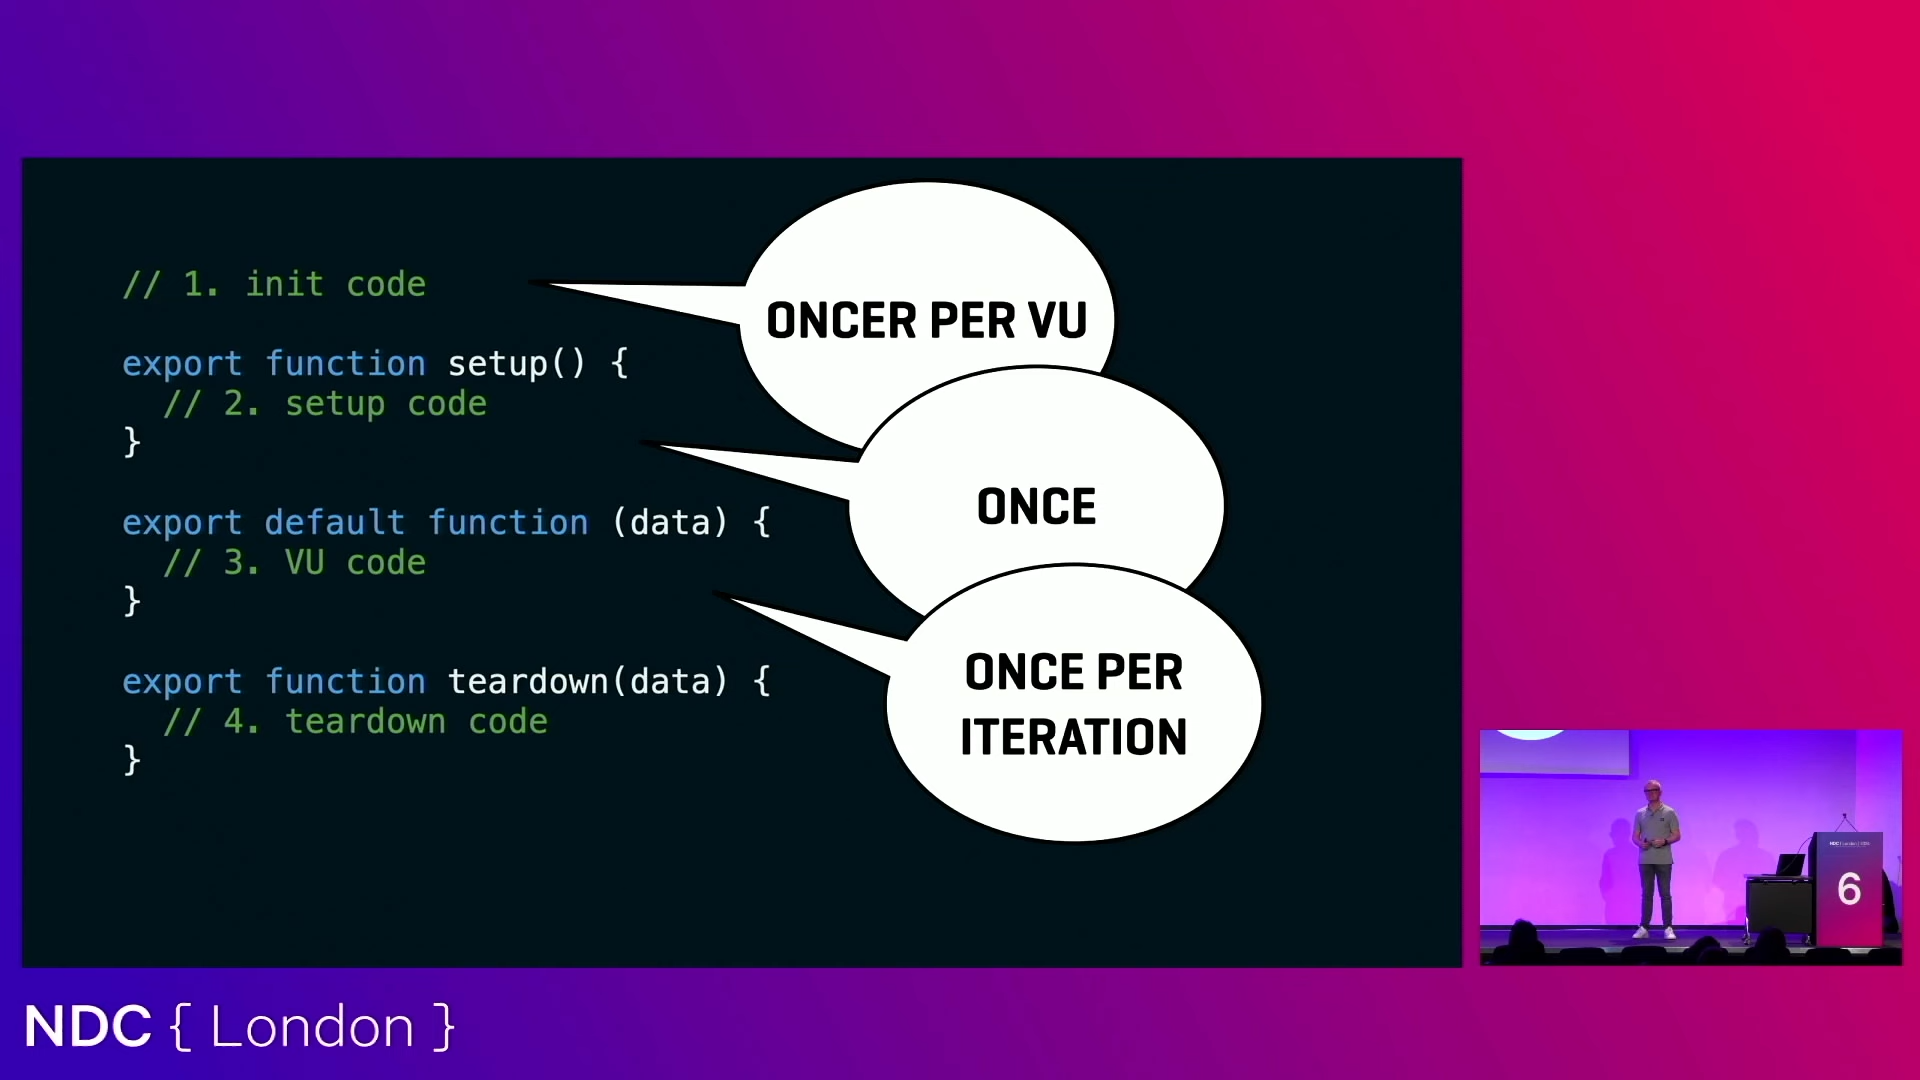 // 1. init code
export function setup() {
// 2. setup code
}
export default function (data) {
// 3. VU code
}
export function teardown(data) {
// 4. teardown code
}
ONCER PER VU
ONCE
ONCE PER
ITERATION
6
NDC { London }